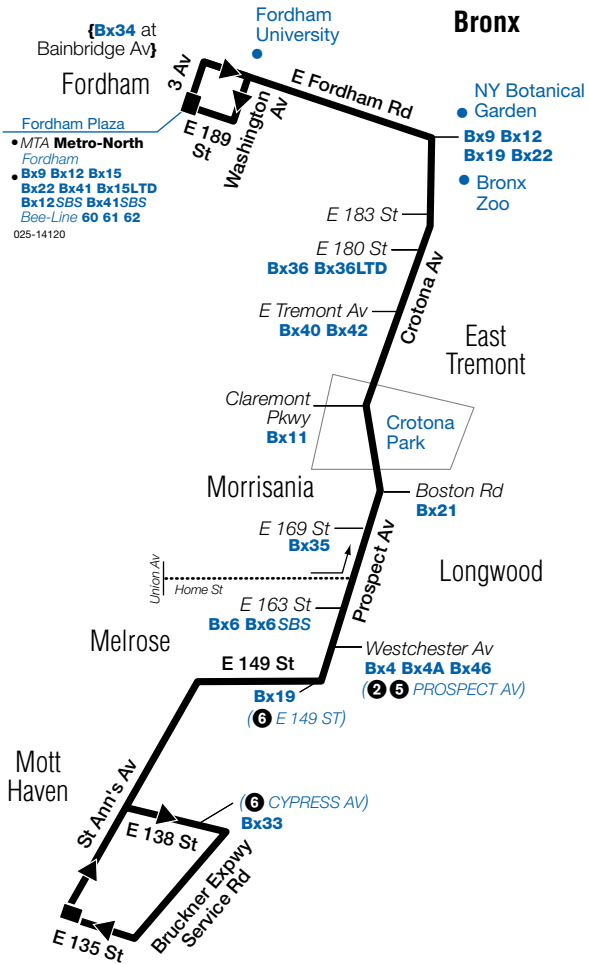 Bronx
{Bx34 at
Bainbridge Av}
Fordham
University
Fordham
3 Av
E 189
St
Washington
Av
E Fordham Rd
NY Botanical
Garden
Bx9 Bx12
Bx19 Bx22
Bronx
Zoo
Fordham Plaza
• MTA Metro-North
Fordham
• Bx9 Bx12 Bx15
Bx22 Bx41 Bx15LTD
Bx12SBS Bx41SBS
Bee-Line 60 61 62
025-14120
E 183 St
E 180 St
Bx36 Bx36LTD
Crotona Av
E Tremont Av
Bx40 Bx42
East
Tremont
Claremont
Pkwy
Bx11
Crotona
Park
Morrisania
Boston Rd
Bx21
E 169 St
Bx35
Prospect Av
Longwood
Union Av
Home St
E 163 St
Bx6 Bx6SBS
Melrose
Westchester Av
Bx4 Bx4A Bx46
(2 5 PROSPECT AV)
E 149 St
Bx19
(6 E 149 ST)
Mott
Haven
St Ann's Av
(6 CYPRESS AV)
Bx33
E 138 St
Bruckner Expwy
Service Rd
E 135 St